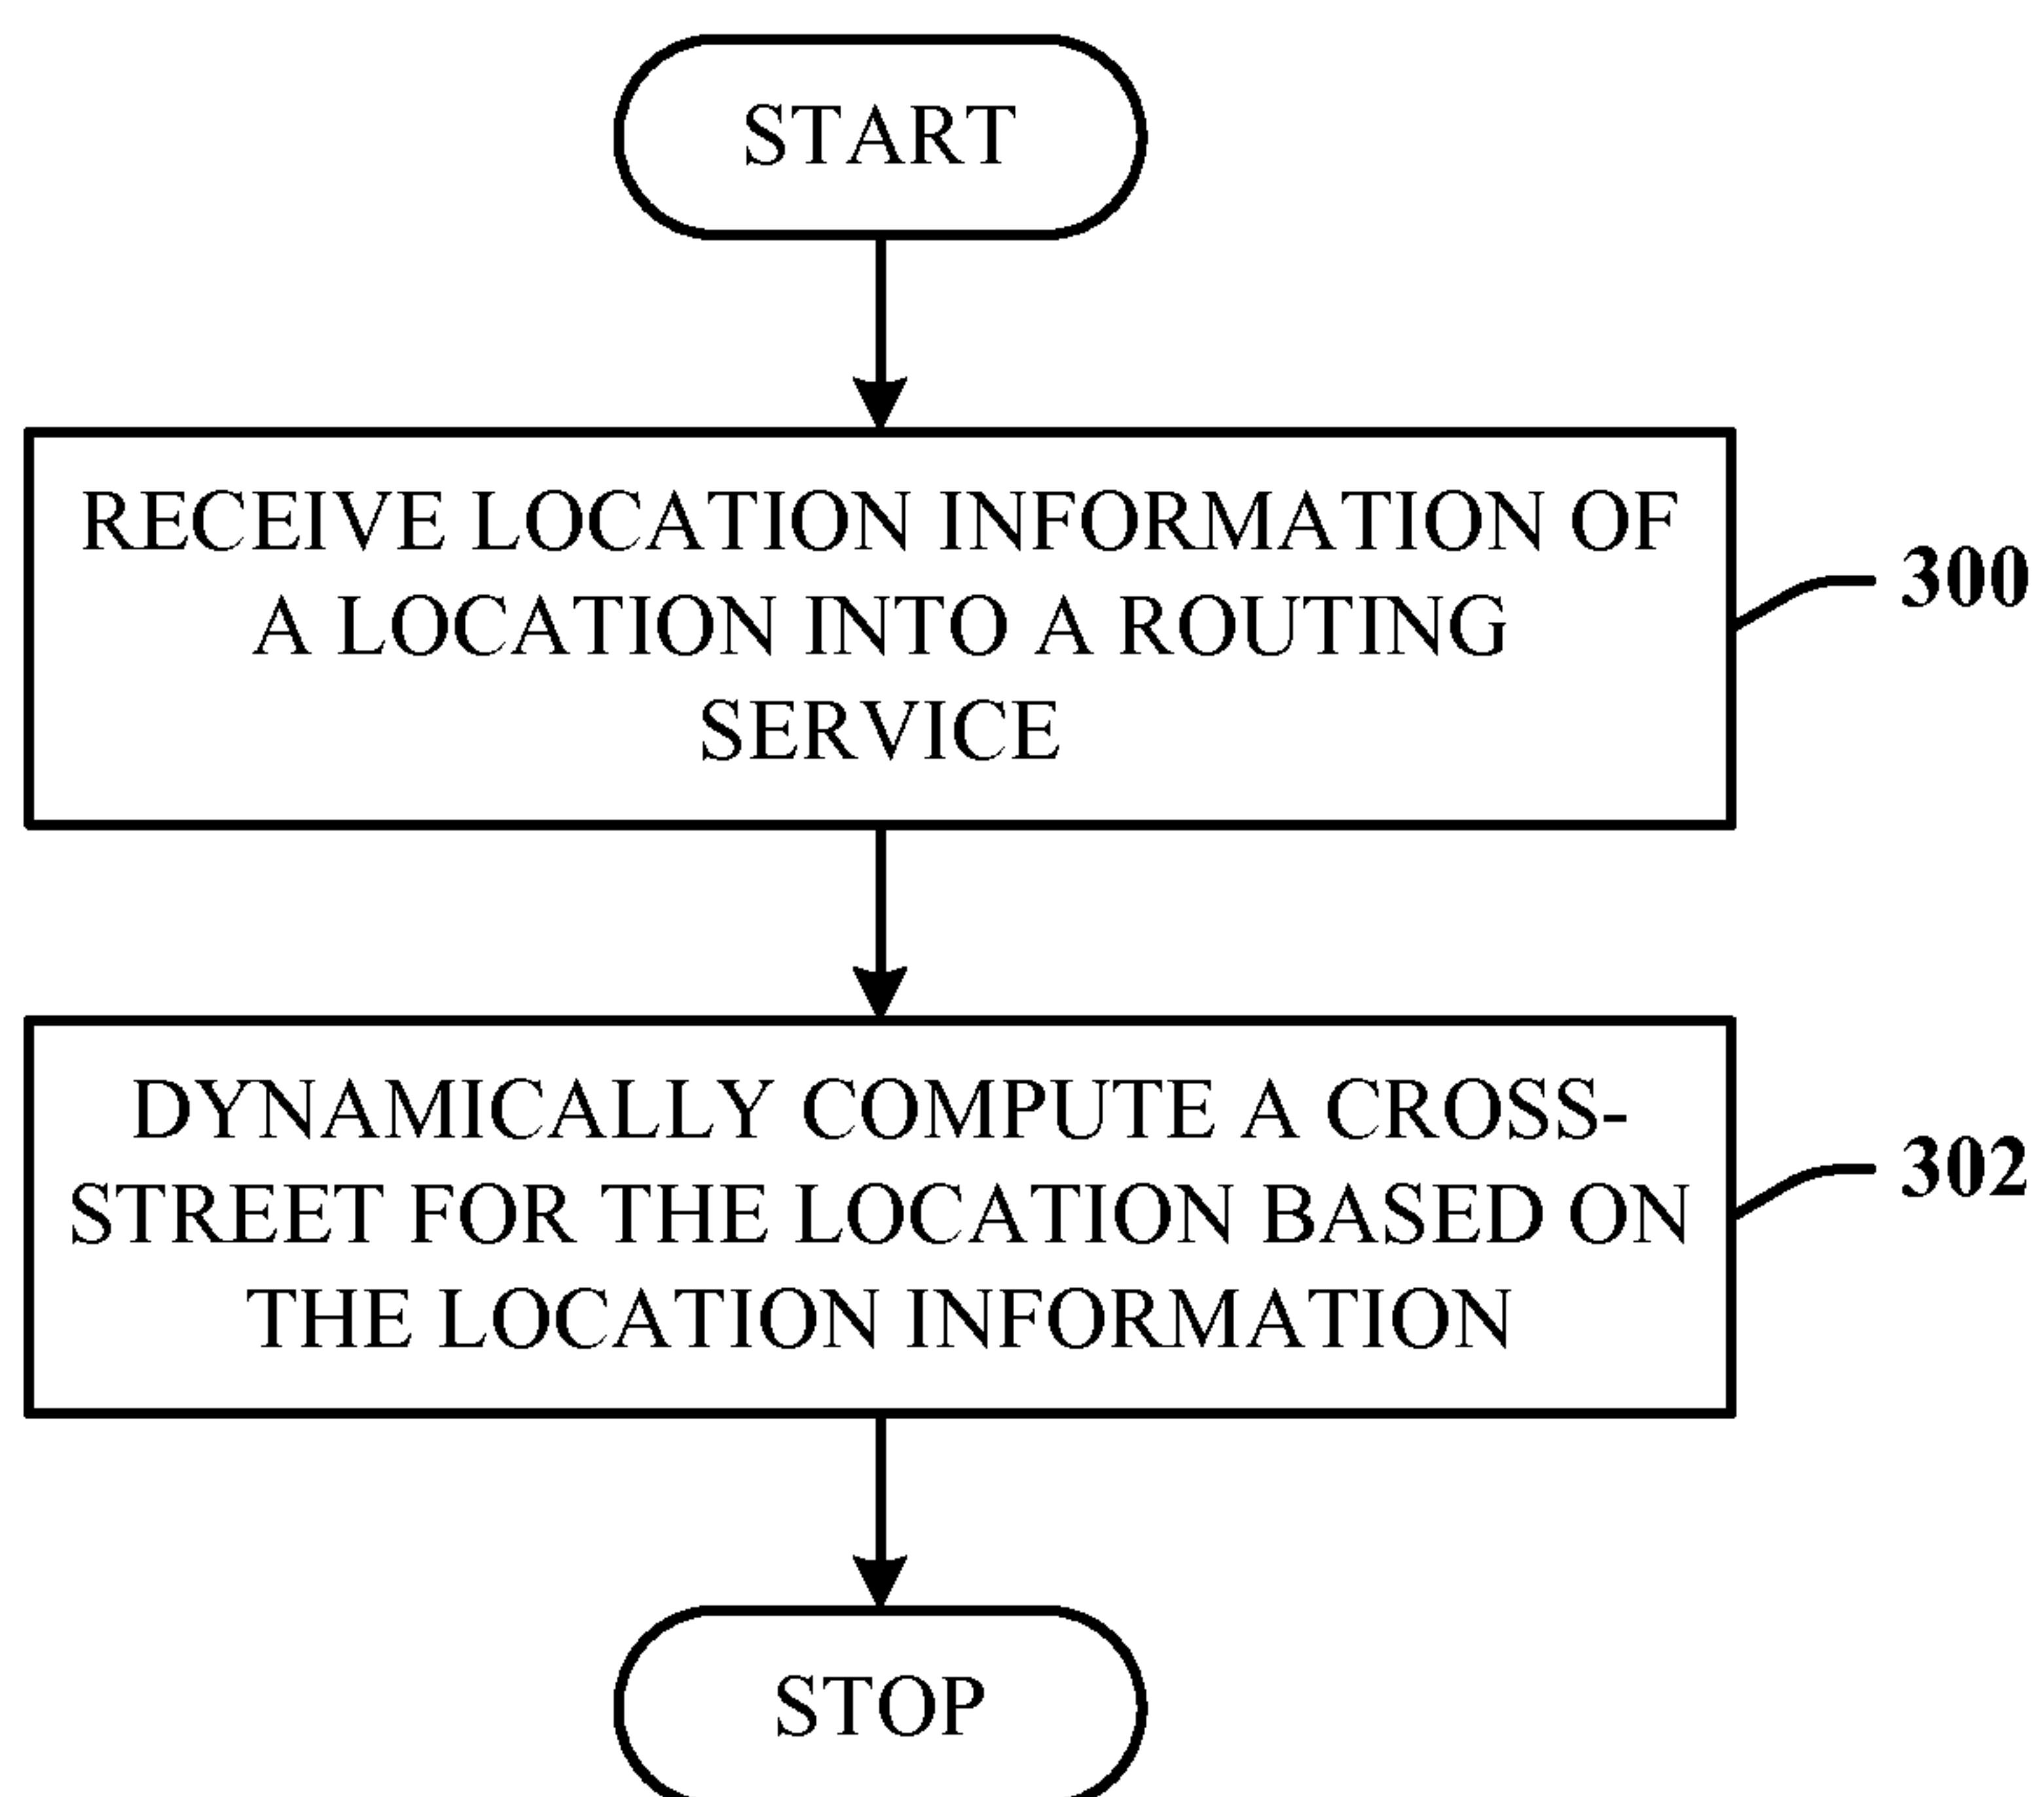 START
RECEIVE LOCATION INFORMATION OF
A LOCATION INTO A ROUTING
SERVICE
300
DYNAMICALLY COMPUTE A CROSS-
STREET FOR THE LOCATION BASED ON
THE LOCATION INFORMATION
302
STOP